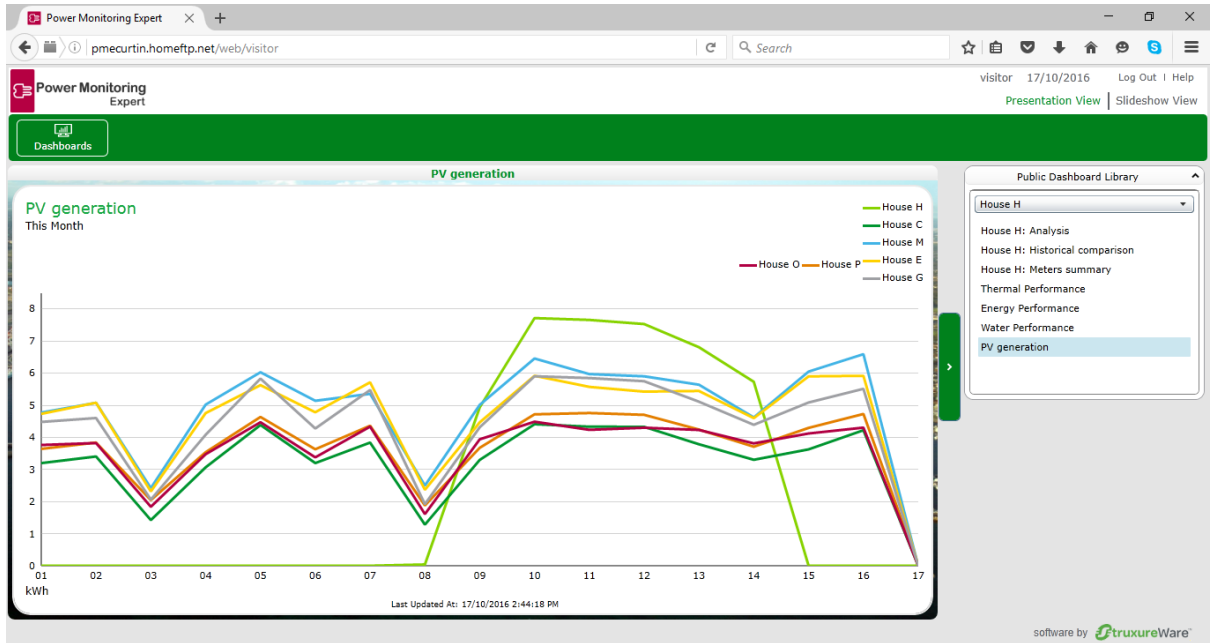 Power Monitoring Expert
pmecurtin.homeftp.net/web/visitor
Search
Power Monitoring
Expert
visitor 17/10/2016 Log Out | Help
Presentation View | Slideshow View
Dashboards
PV generation
PV generation
This Month
House H
House C
House M
House O House P House E
House G
8
7
6
5
4
3
2
1
0
01 02 03 04 05 06 07 08 09 10 11 12 13 14 15 16 17
kWh
Last Updated At: 17/10/2016 2:44:18 PM
Public Dashboard Library
House H
House H: Analysis
House H: Historical comparison
House H: Meters summary
Thermal Performance
Energy Performance
Water Performance
PV generation
software by StruxureWare™